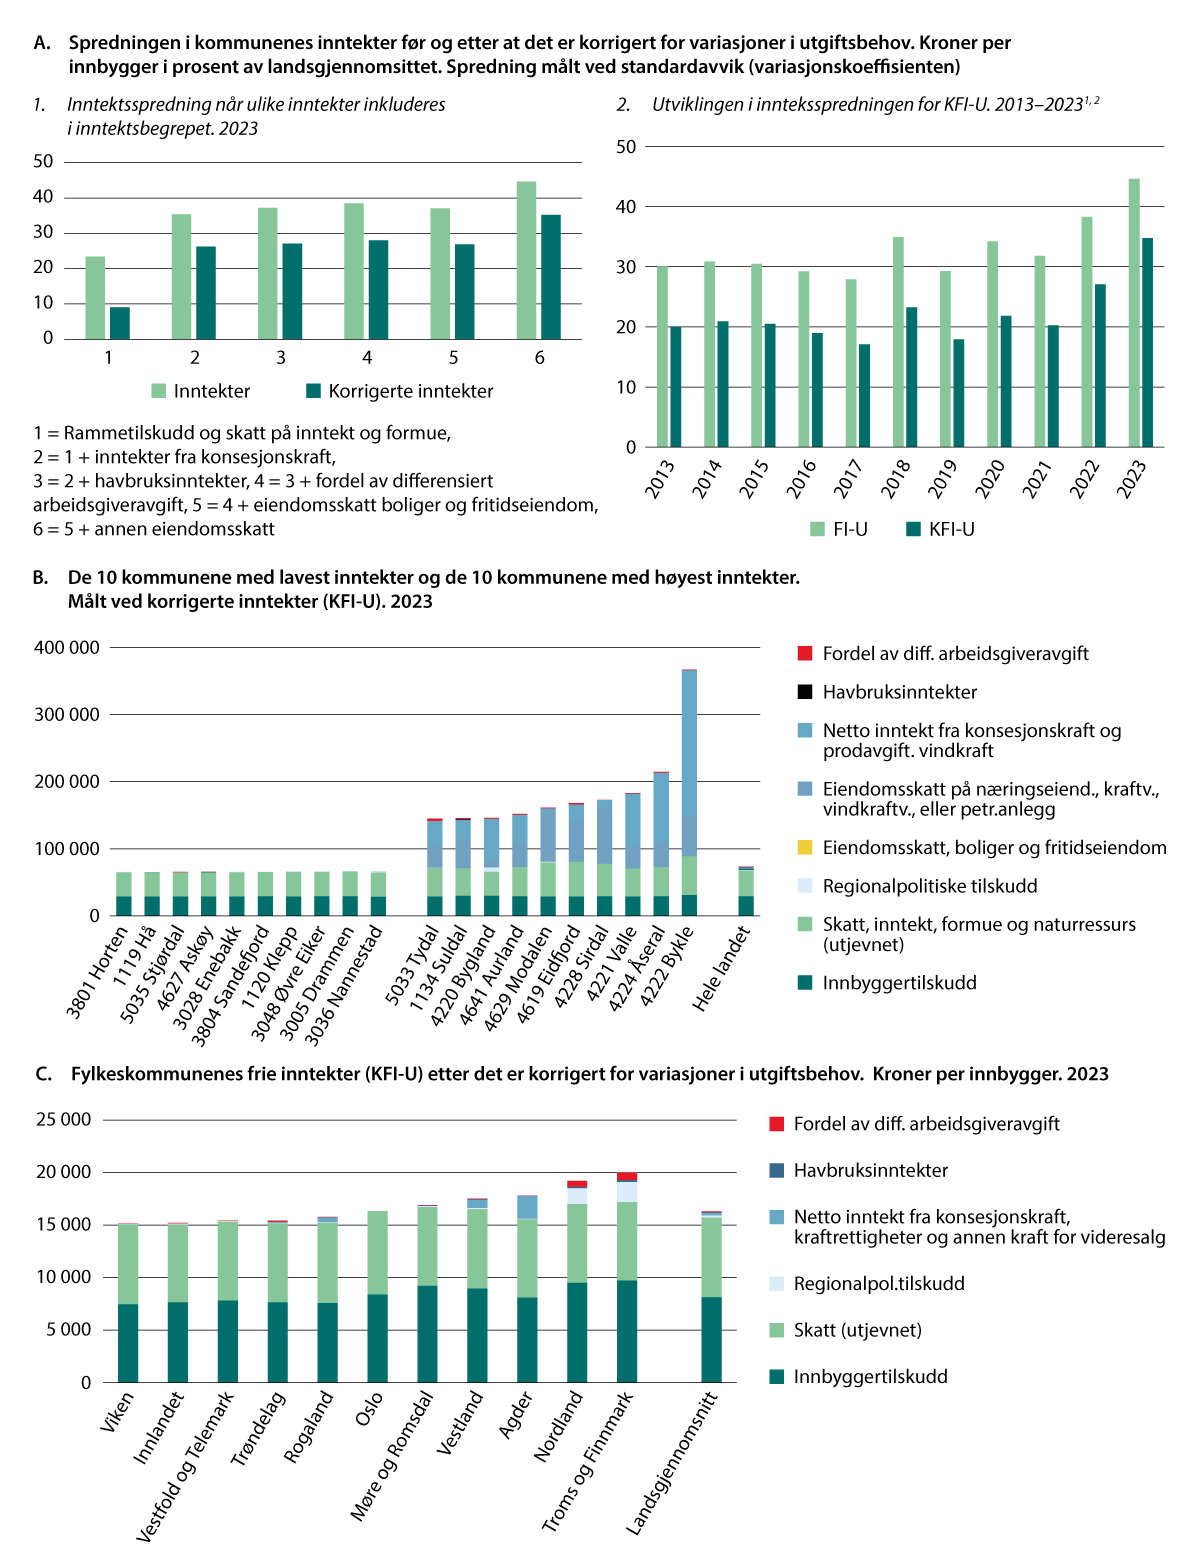 A. Spredningen i kommunenes inntekter før og etter at det er korrigert for variasjoner i utgiftsbehov. Kroner per
innbygger i prosent av landsgjennomsittet. Spredning målt ved standardavvik (variasjonskoeffisienten)
1. Inntektsspredning når ulike inntekter inkluderes
i inntektsbegrepet. 2023
50
40
30
20
10
0
1 2 3 4 5 6
Inntekter
Korrigerte inntekter
1 = Rammetilskudd og skatt på inntekt og formue,
2 = 1 + inntekter fra konsesjonskraft,
3 = 2 + havbruksinntekter, 4 = 3 + fordel av differensiert
arbeidsgiveravgift, 5 = 4 + eiendomsskatt boliger og fritidseiendom,
6 = 5 + annen eiendomsskatt
2. Utviklingen i innteksspredningen for KFI-U. 2013–2023¹, ²
50
40
30
20
10
0
2013
2014
2015
2016
2017
2018
2019
2020
2021
2022
2023
FI-U
KFI-U
B. De 10 kommunene med lavest inntekter og de 10 kommunene med høyest inntekter.
Målt ved korrigerte inntekter (KFI-U). 2023
400 000
300 000
200 000
100 000
0
3801 Horten
1119 Hå
5035 Stjørdal
4627 Askøy
3028 Enebakk
3804 Sandefjord
1120 Klepp
3048 Øvre Eiker
3005 Drammen
3036 Nannestad
5033 Tydal
1134 Suldal
4220 Bygland
4641 Aurland
4629 Modalen
4619 Eidfjord
4228 Sirdal
4221 Valle
4224 Åseral
4222 Bykle
Hele landet
Fordel av diff. arbeidsgiveravgift
Havbruksinntekter
Netto inntekt fra konsesjonskraft og
prodavgift. vindkraft
Eiendomsskatt på næringseiend., kraftv.,
vindkraftv., eller petr.anlegg
Eiendomsskatt, boliger og fritidseiendom
Regionalpolitiske tilskudd
Skatt, inntekt, formue og naturressurs
(utjevnet)
Innbyggertilskudd
C. Fylkeskommunenes frie inntekter (KFI-U) etter det er korrigert for variasjoner i utgiftsbehov. Kroner per innbygger. 2023
25 000
20 000
15 000
10 000
5 000
0
Viken
Innlandet
Vestfold og Telemark
Trøndelag
Rogaland
Oslo
Møre og Romsdal
Vestland
Agder
Nordland
Troms og Finnmark
Landsgjennomsnitt
Fordel av diff. arbeidsgiveravgift
Havbruksinntekter
Netto inntekt fra konsesjonskraft,
kraftrettigheter og annen kraft for videresalg
Regionalpol.tilskudd
Skatt (utjevnet)
Innbyggertilskudd